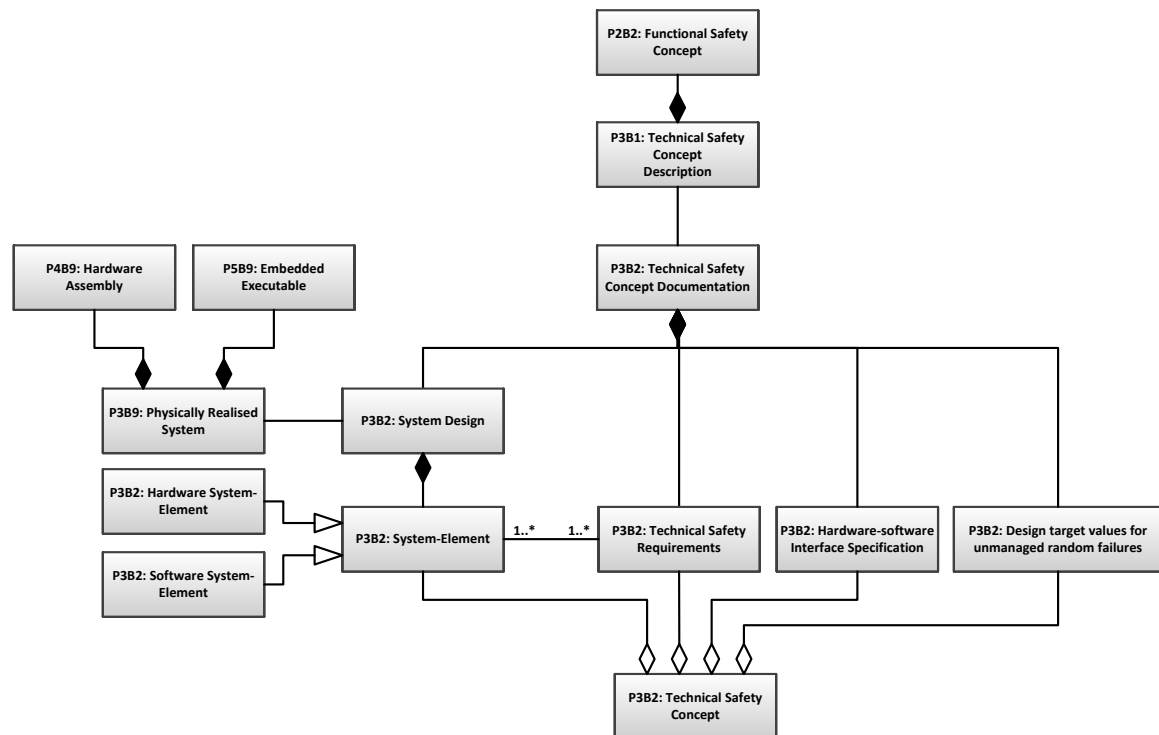 P2B2: Functional Safety
Concept
P3B1: Technical Safety
Concept
Description
P4B9: Hardware
Assembly
P5B9: Embedded
Executable
P3B2: Technical Safety
Concept Documentation
P3B9: Physically Realised
System
P3B2: System Design
P3B2: Hardware System-
Element
P3B2: Software System-
Element
P3B2: System-Element
1..*
1..*
P3B2: Technical Safety
Requirements
P3B2: Hardware-software
Interface Specification
P3B2: Design target values for
unmanaged random failures
P3B2: Technical Safety
Concept